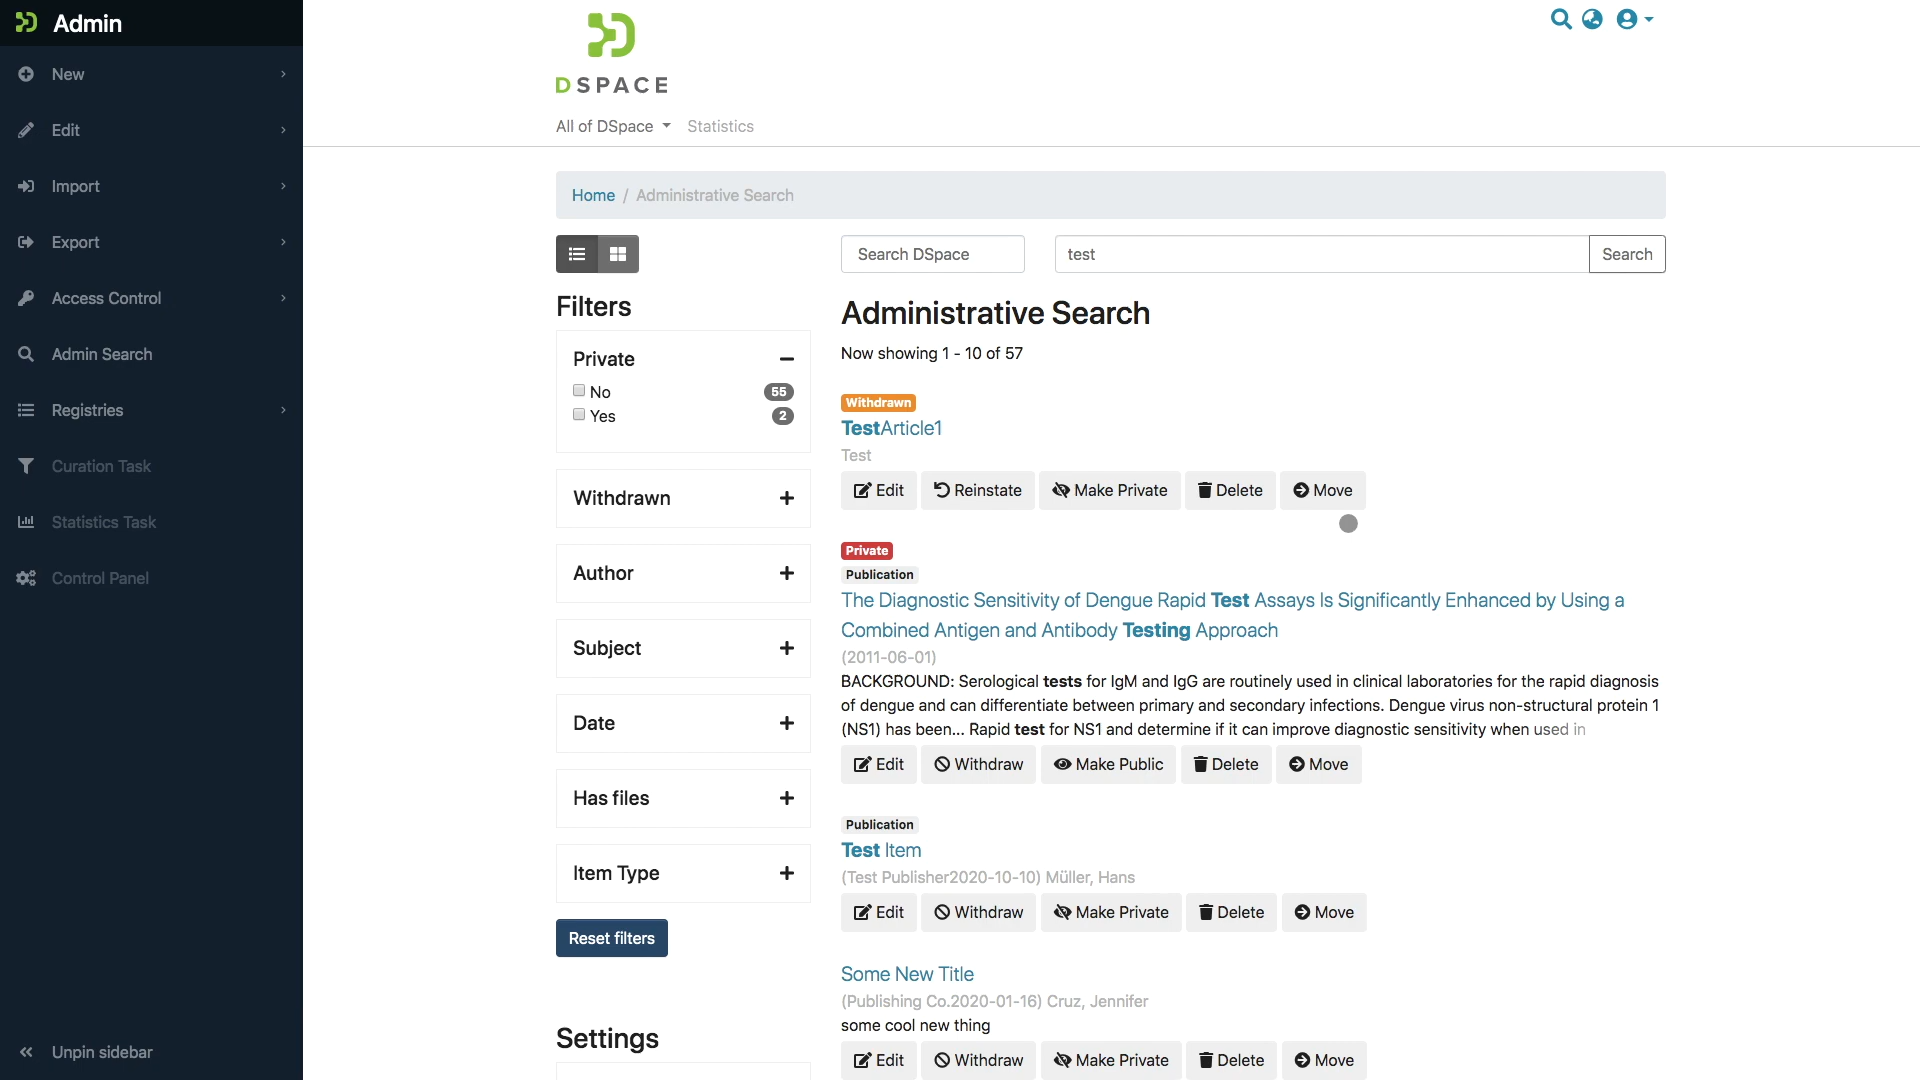 Admin
New
Edit
Import
Export
Access Control
Admin Search
Registries
Curation Task
Statistics Task
Control Panel
Unpin sidebar
DSPACE
All of DSpace
Statistics
Home / Administrative Search
Search DSpace
test
Search
Filters
Private
No 55
Yes 2
Withdrawn
Author
Subject
Date
Has files
Item Type
Reset filters
Settings
Administrative Search
Now showing 1 - 10 of 57
Withdrawn
TestArticle1
Test
Edit Reinstate Make Private Delete Move
Private
Publication
The Diagnostic Sensitivity of Dengue Rapid Test Assays Is Significantly Enhanced by Using a
Combined Antigen and Antibody Testing Approach
(2011-06-01)
BACKGROUND: Serological tests for IgM and IgG are routinely used in clinical laboratories for the rapid diagnosis
of dengue and can differentiate between primary and secondary infections. Dengue virus non-structural protein 1
(NS1) has been... Rapid test for NS1 and determine if it can improve diagnostic sensitivity when used in
Edit Withdraw Make Public Delete Move
Publication
Test Item
(Test Publisher2020-10-10) Müller, Hans
Edit Withdraw Make Private Delete Move
Some New Title
(Publishing Co.2020-01-16) Cruz, Jennifer
some cool new thing
Edit Withdraw Make Private Delete Move